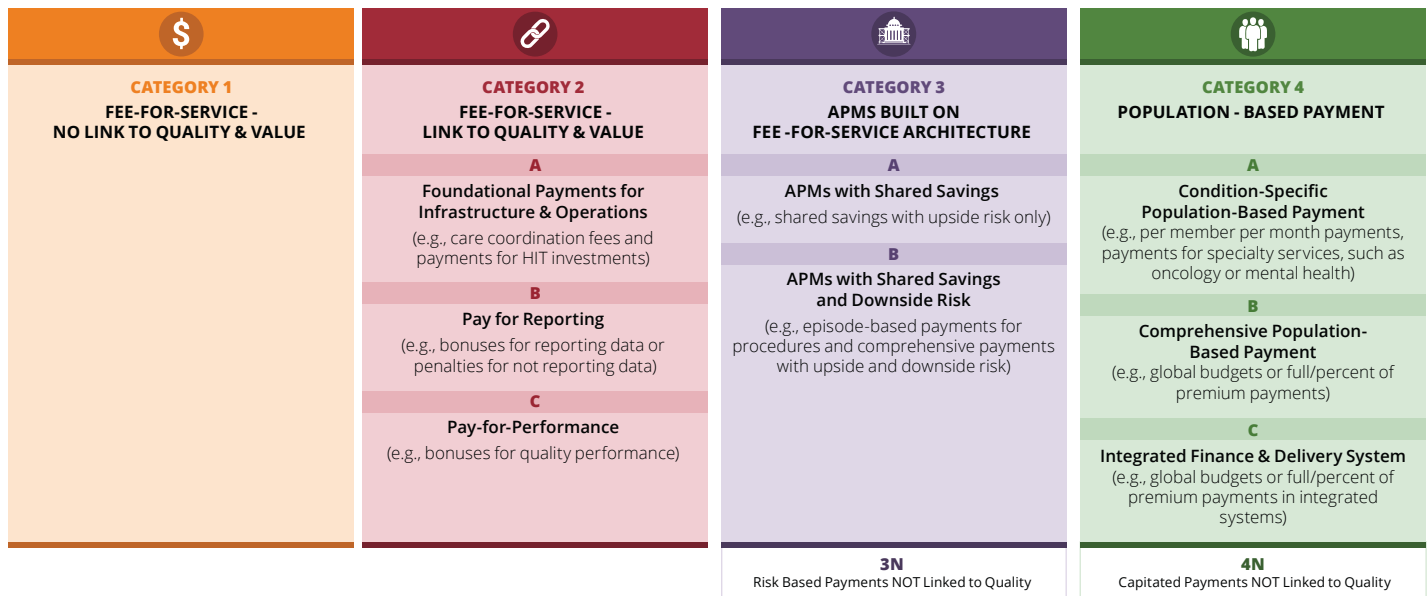 $
CATEGORY 1
FEE-FOR-SERVICE -
NO LINK TO QUALITY & VALUE
CATEGORY 2
FEE-FOR-SERVICE -
LINK TO QUALITY & VALUE
A
Foundational Payments for
Infrastructure & Operations
(e.g., care coordination fees and
payments for HIT investments)
B
Pay for Reporting
(e.g., bonuses for reporting data or
penalties for not reporting data)
C
Pay-for-Performance
(e.g., bonuses for quality performance)
CATEGORY 3
APMS BUILT ON
FEE -FOR-SERVICE ARCHITECTURE
A
APMs with Shared Savings
(e.g., shared savings with upside risk only)
B
APMs with Shared Savings
and Downside Risk
(e.g., episode-based payments for
procedures and comprehensive payments
with upside and downside risk)
3N
Risk Based Payments NOT Linked to Quality
CATEGORY 4
POPULATION - BASED PAYMENT
A
Condition-Specific
Population-Based Payment
(e.g., per member per month payments,
payments for specialty services, such as
oncology or mental health)
B
Comprehensive Population-
Based Payment
(e.g., global budgets or full/percent of
premium payments)
C
Integrated Finance & Delivery System
(e.g., global budgets or full/percent of
premium payments in integrated
systems)
4N
Capitated Payments NOT Linked to Quality